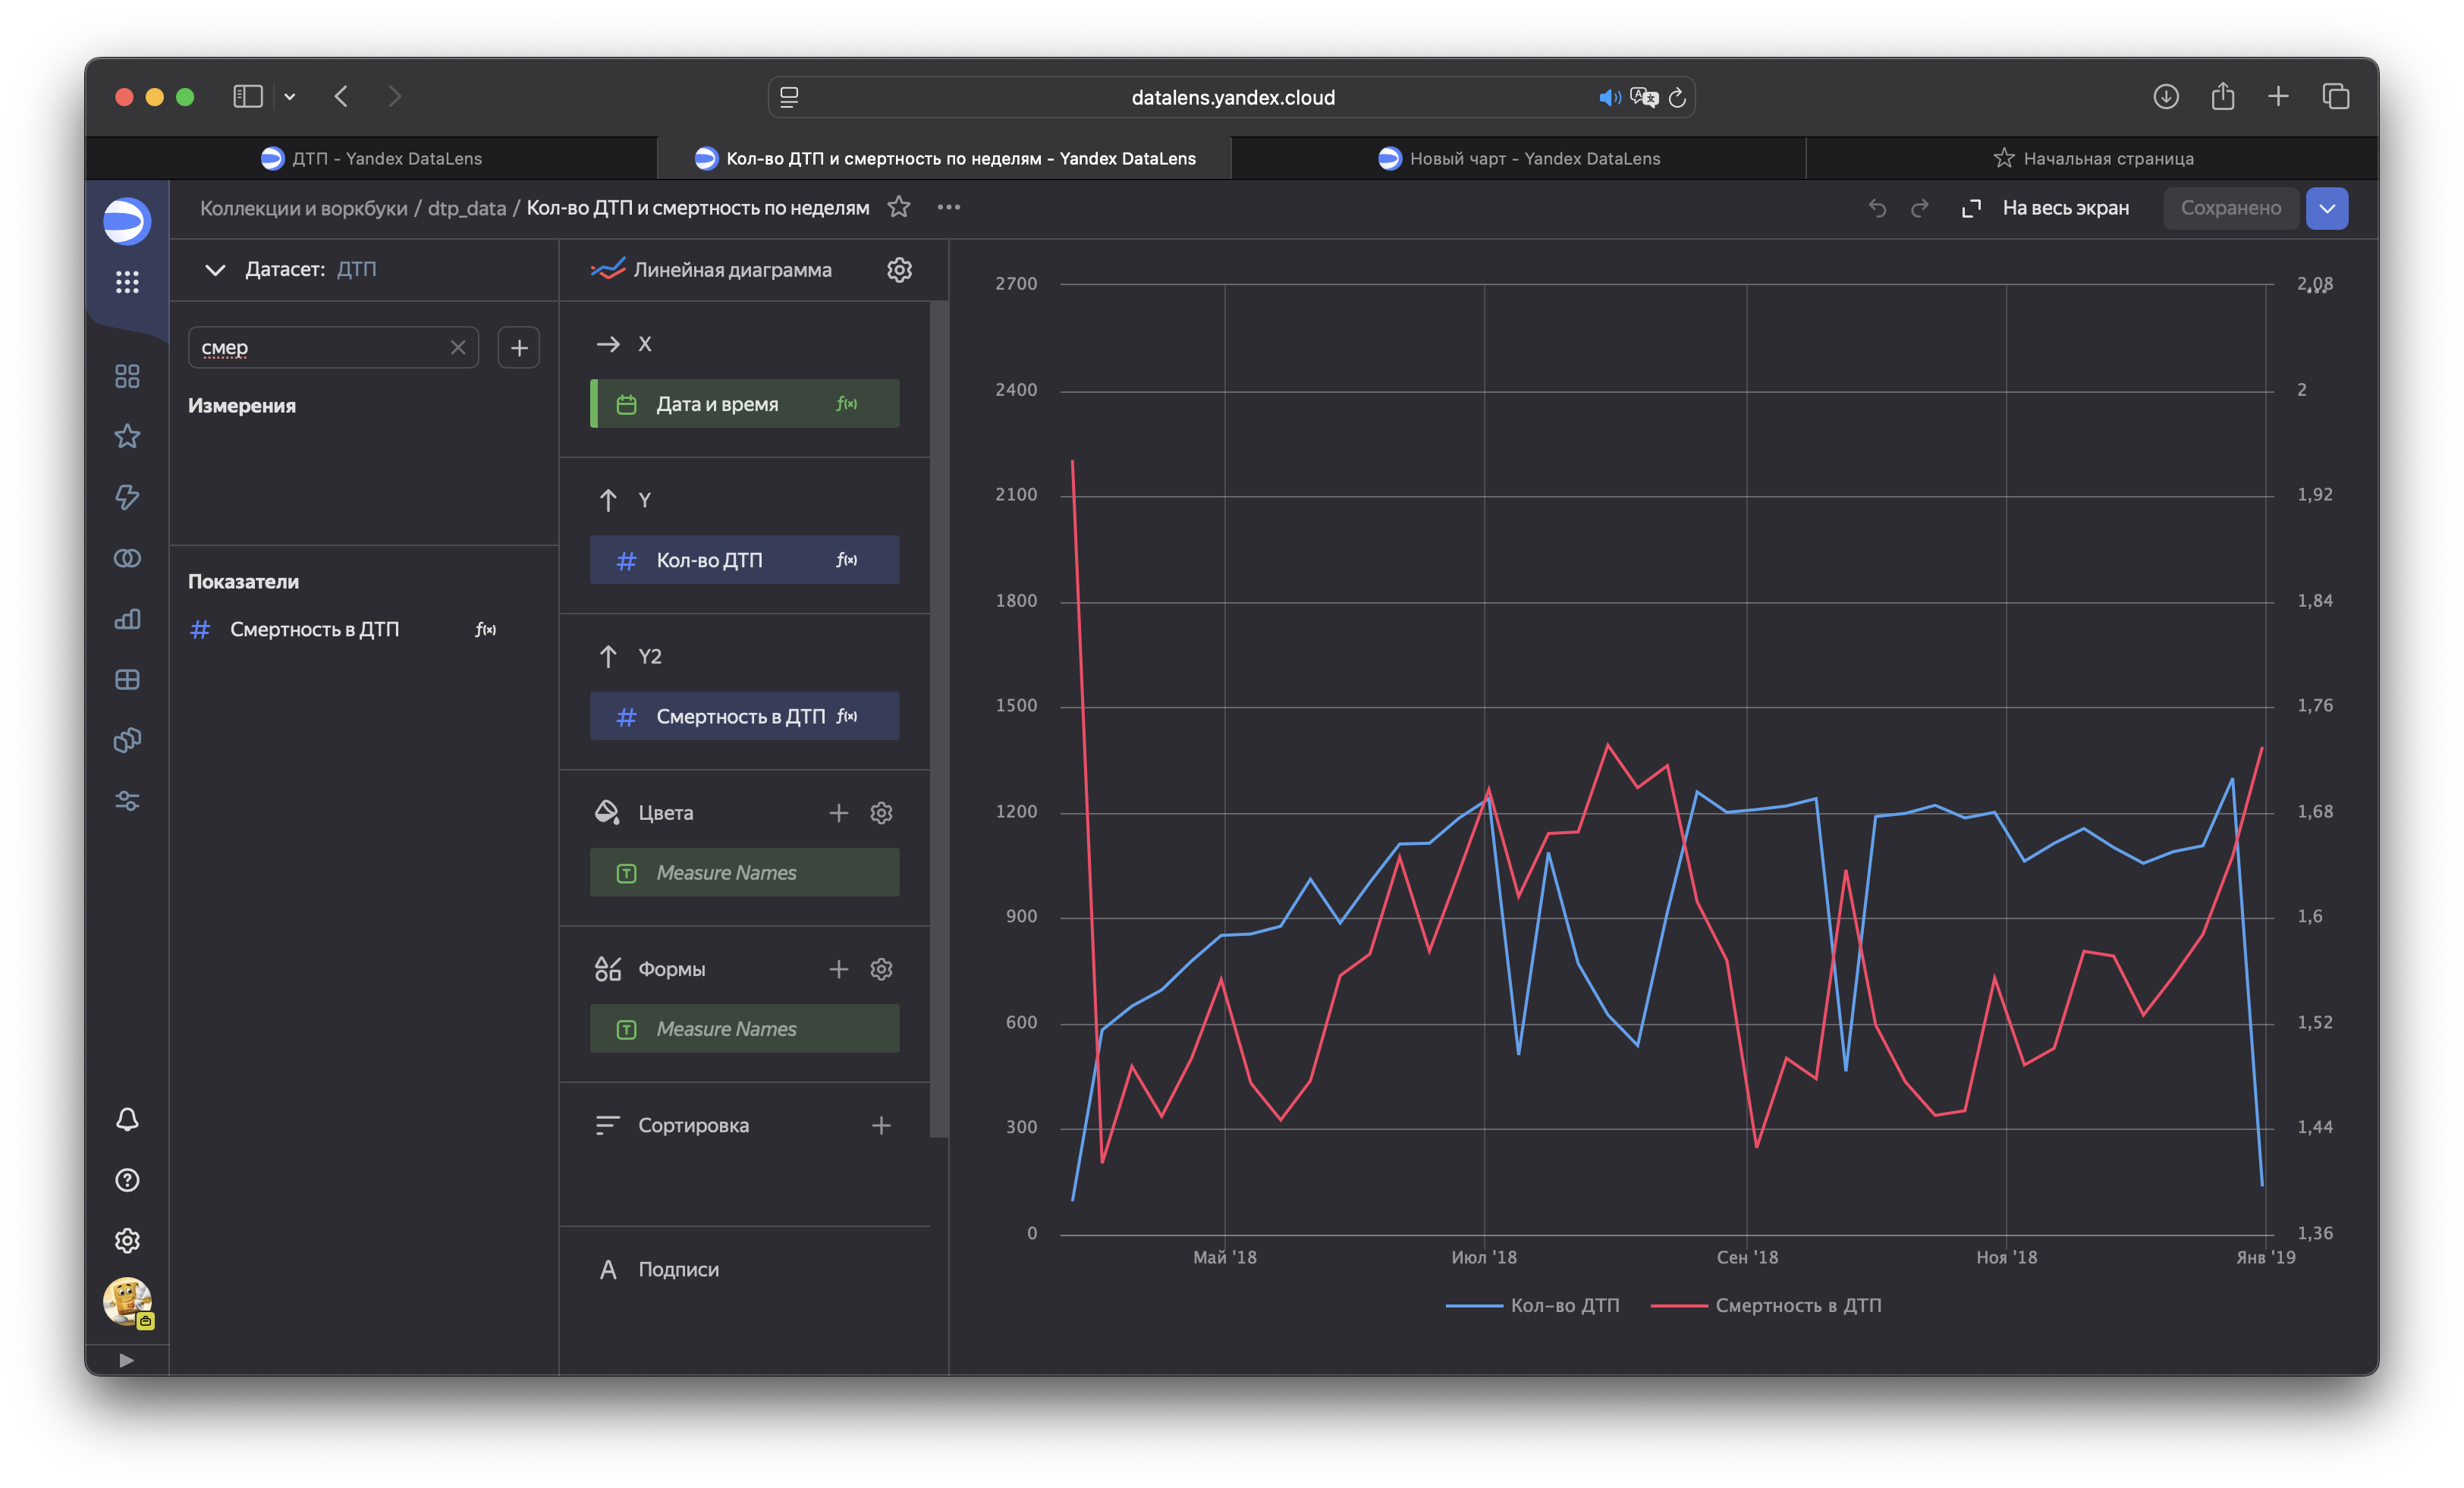 datalens.yandex.cloud
ДТП - Yandex DataLens
Кол-во ДТП и смертность по неделям - Yandex DataLens
Новый чарт - Yandex DataLens
Начальная страница
Коллекции и воркбуки / dtp_data / Кол-во ДТП и смертность по неделям
На весь экран
Сохранено
Датасет: ДТП
смер
Измерения
Показатели
# Смертность в ДТП f(x)
Линейная диаграмма
X
Дата и время f(x)
Y
# Кол-во ДТП f(x)
Y2
# Смертность в ДТП f(x)
Цвета
T Measure Names
Формы
T Measure Names
Сортировка
A Подписи
2700
2400
2100
1800
1500
1200
900
600
300
0
2,08
2
1,92
1,84
1,76
1,68
1,6
1,52
1,44
1,36
Май '18
Июл '18
Сен '18
Ноя '18
Янв '19
Кол-во ДТП
Смертность в ДТП